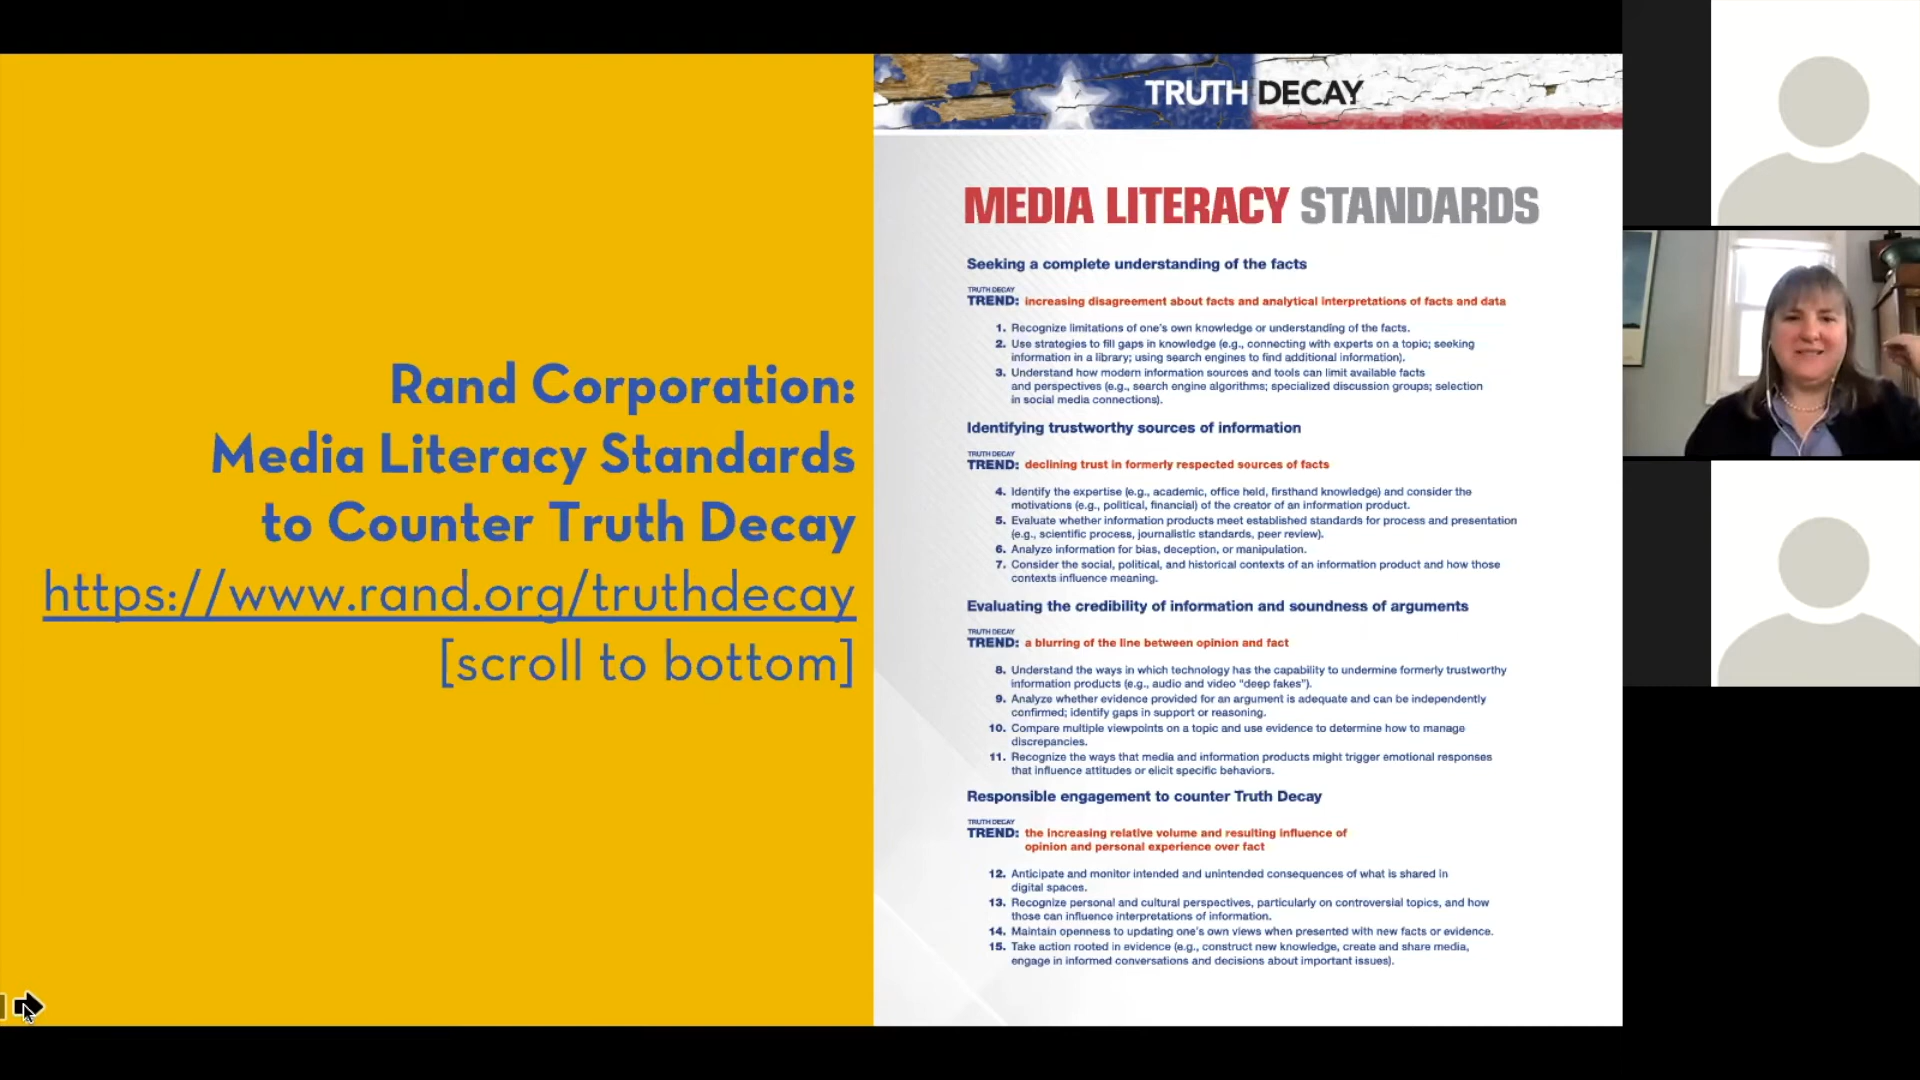 Rand Corporation:
Media Literacy Standards
to Counter Truth Decay
https://www.rand.org/truthdecay
[scroll to bottom]
TRUTH DECAY
MEDIA LITERACY STANDARDS
Seeking a complete understanding of the facts
TRUTH DECAY
TREND: increasing disagreement about facts and analytical interpretations of facts and data
1. Recognize limitations of one's own knowledge or understanding of the facts.
2. Use strategies to fill gaps in knowledge (e.g., connecting with experts on a topic; seeking
information in a library; using search engines to find additional information).
3. Understand how modern information sources and tools can limit available facts
and perspectives (e.g., search engine algorithms; specialized discussion groups; selection
in social media connections).
Identifying trustworthy sources of information
TRUTH DECAY
TREND: declining trust in formerly respected sources of facts
4. Identify the expertise (e.g., academic, office held, firsthand knowledge) and consider the
motivations (e.g., political, financial) of the creator of an information product.
5. Evaluate whether information products meet established standards for process and presentation
(e.g., scientific process, journalistic standards, peer review).
6. Analyze information for bias, deception, or manipulation.
7. Consider the social, political, and historical contexts of an information product and how those
contexts influence meaning.
Evaluating the credibility of information and soundness of arguments
TRUTH DECAY
TREND: a blurring of the line between opinion and fact
8. Understand the ways in which technology has the capability to undermine formerly trustworthy
information products (e.g., audio and video “deep fakes”).
9. Analyze whether evidence provided for an argument is adequate and can be independently
confirmed; identify gaps in support or reasoning.
10. Compare multiple viewpoints on a topic and use evidence to determine how to manage
discrepancies.
11. Recognize the ways that media and information products might trigger emotional responses
that influence attitudes or elicit specific behaviors.
Responsible engagement to counter Truth Decay
TRUTH DECAY
TREND: the increasing relative volume and resulting influence of
opinion and personal experience over fact
12. Anticipate and monitor intended and unintended consequences of what is shared in
digital spaces.
13. Recognize personal and cultural perspectives, particularly on controversial topics, and how
those can influence interpretations of information.
14. Maintain openness to updating one's own views when presented with new facts or evidence.
15. Take action rooted in evidence (e.g., construct new knowledge, create and share media,
engage in informed conversations and decisions about important issues).